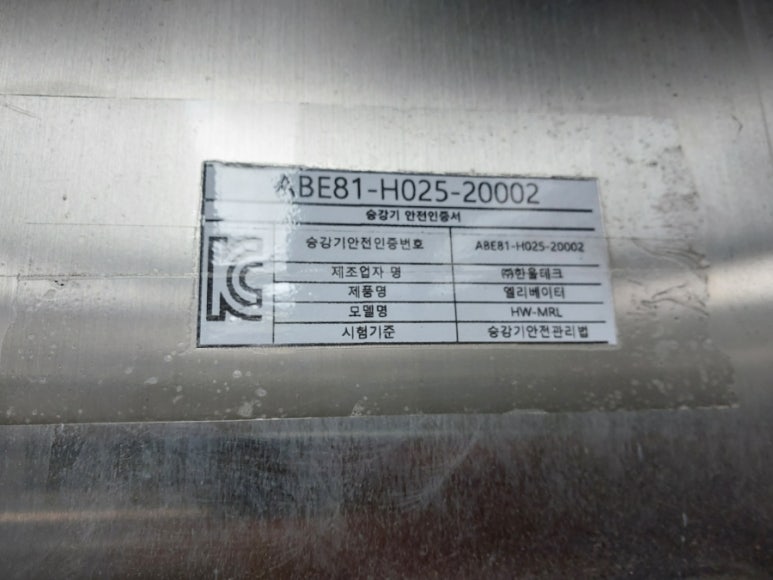 ABE81-H025-20002
승강기 안전인증서
KC
승강기안전인증번호 ABE81-H025-20002
제조업자 명 ㈜한울테크
제품명 엘리베이터
모델명 HW-MRL
시험기준 승강기안전관리법